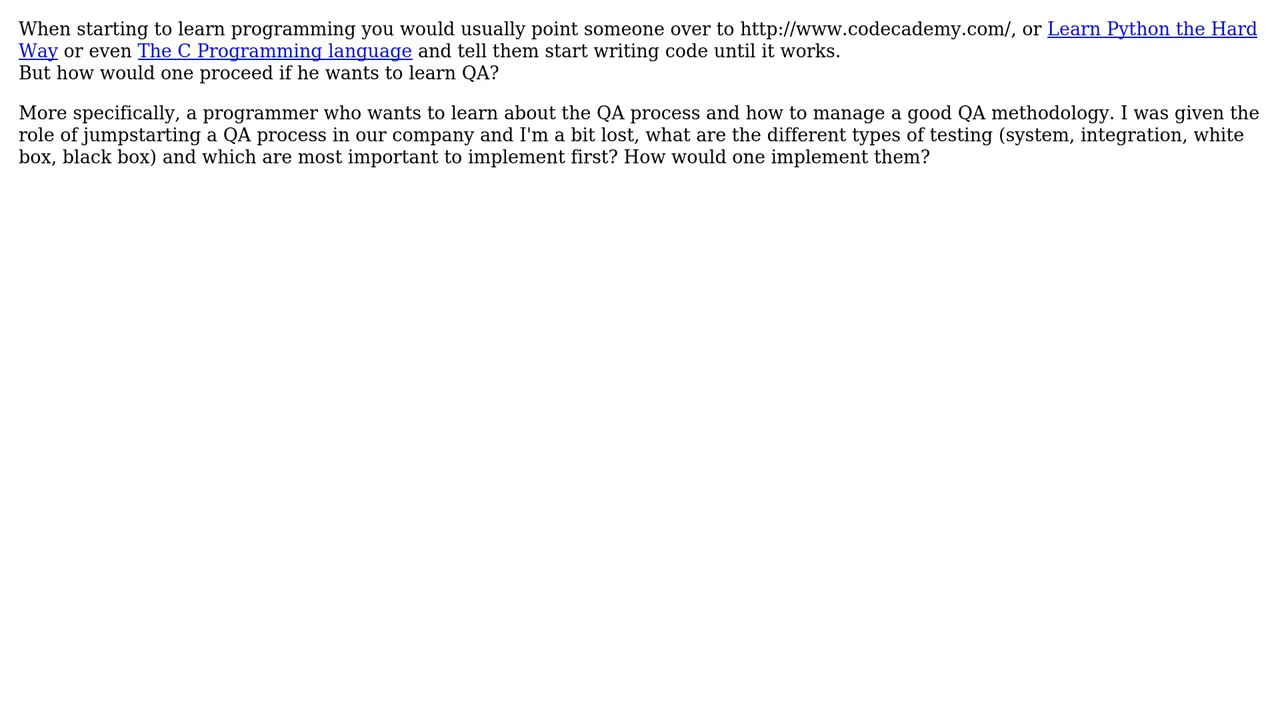 When starting to learn programming you would usually point someone over to http://www.codecademy.com/, or Learn Python the Hard
Way or even The C Programming language and tell them start writing code until it works.
But how would one proceed if he wants to learn QA?
More specifically, a programmer who wants to learn about the QA process and how to manage a good QA methodology. I was given the
role of jumpstarting a QA process in our company and I'm a bit lost, what are the different types of testing (system, integration, white
box, black box) and which are most important to implement first? How would one implement them?